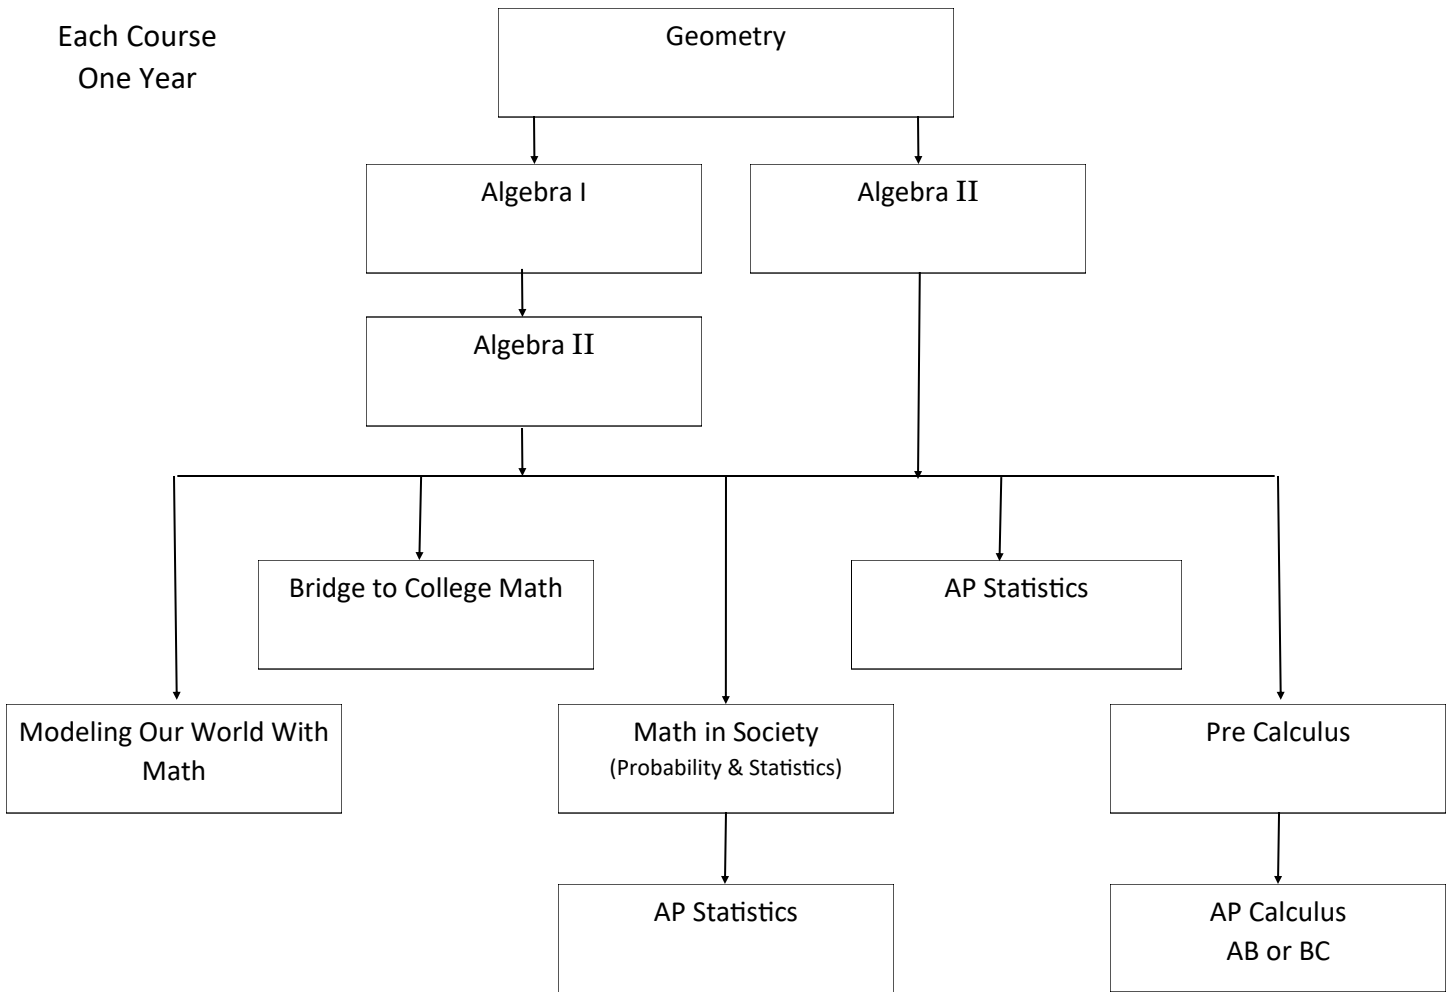 Each Course
One Year
Geometry
Algebra I
Algebra II
Algebra II
Bridge to College Math
AP Statistics
Modeling Our World With
Math
Math in Society
(Probability & Statistics)
Pre Calculus
AP Statistics
AP Calculus
AB or BC